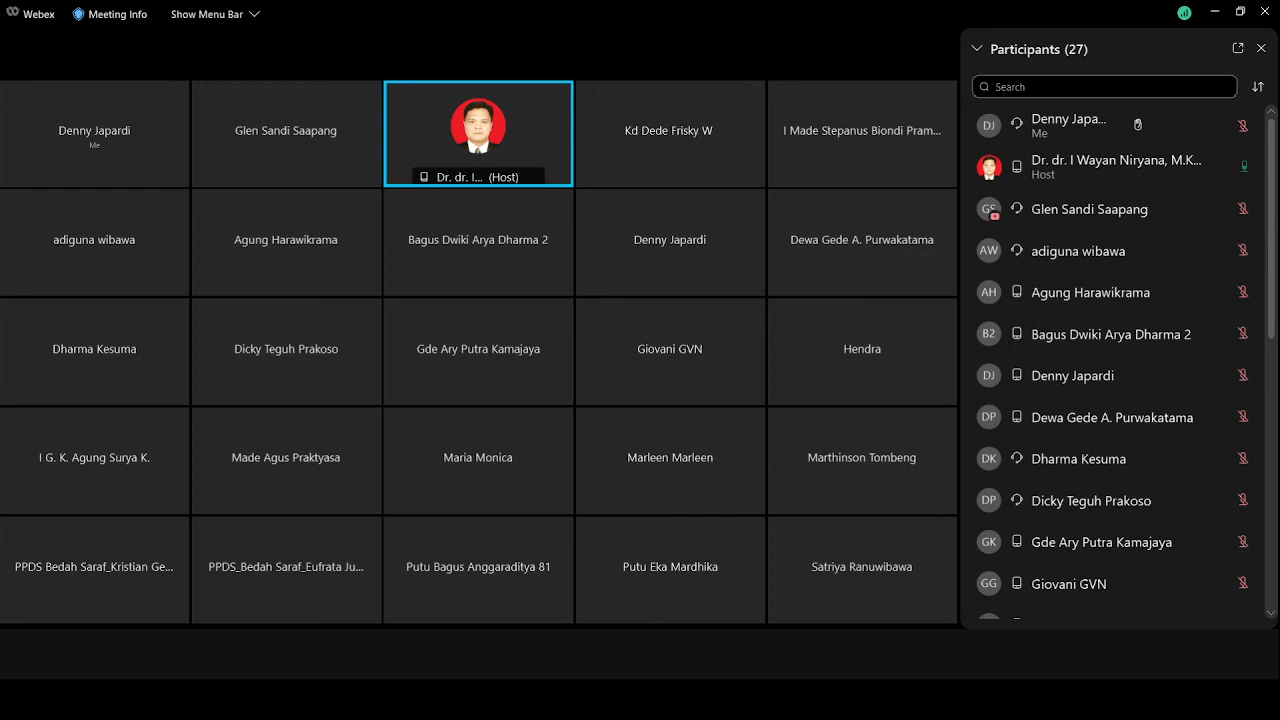 Webex
Meeting Info
Show Menu Bar
Denny Japardi
Me
Glen Sandi Saapang
Dr. dr. I... (Host)
Kd Dede Frisky W
I Made Stepanus Biondi Pram...
adiguna wibawa
Agung Harawikrama
Bagus Dwiki Arya Dharma 2
Denny Japardi
Dewa Gede A. Purwakatama
Dharma Kesuma
Dicky Teguh Prakoso
Gde Ary Putra Kamajaya
Giovani GVN
Hendra
I G. K. Agung Surya K.
Made Agus Praktyasa
Maria Monica
Marleen Marleen
Marthinson Tombeng
PPDS Bedah Saraf_Kristian Ge...
PPDS_Bedah Saraf_Eufrata Ju...
Putu Bagus Anggaraditya 81
Putu Eka Mardhika
Satriya Ranuwibawa
Participants (27)
Search
DJ
Denny Japa...
Me
Dr. dr. I Wayan Niryana, M.K...
Host
GS
Glen Sandi Saapang
AW
adiguna wibawa
AH
Agung Harawikrama
B2
Bagus Dwiki Arya Dharma 2
DJ
Denny Japardi
DP
Dewa Gede A. Purwakatama
DK
Dharma Kesuma
DP
Dicky Teguh Prakoso
GK
Gde Ary Putra Kamajaya
GG
Giovani GVN